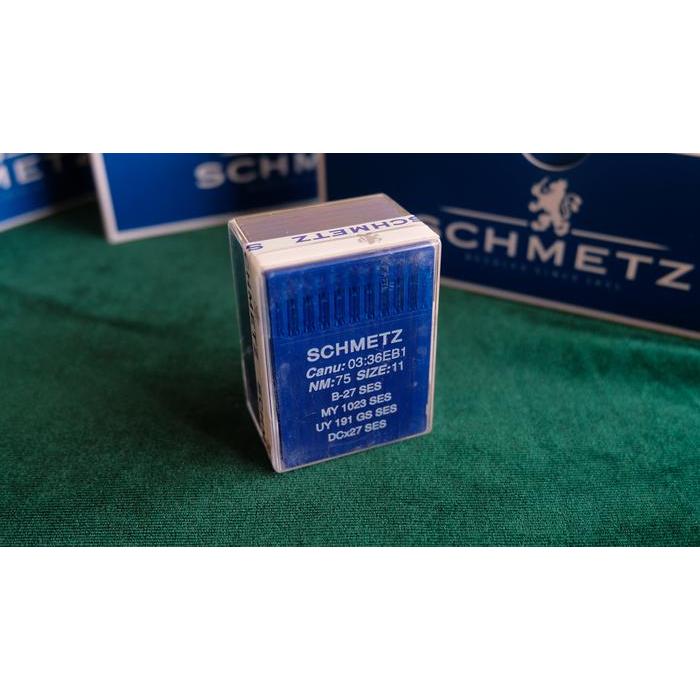 SCHMETZ
SCHMETZ
SCHMETZ
SCHMETZ
Canu: 03:36EB1
NM:75 SIZE:11
B-27 SES
MY 1023 SES
UY 191 GS SES
DCx27 SES